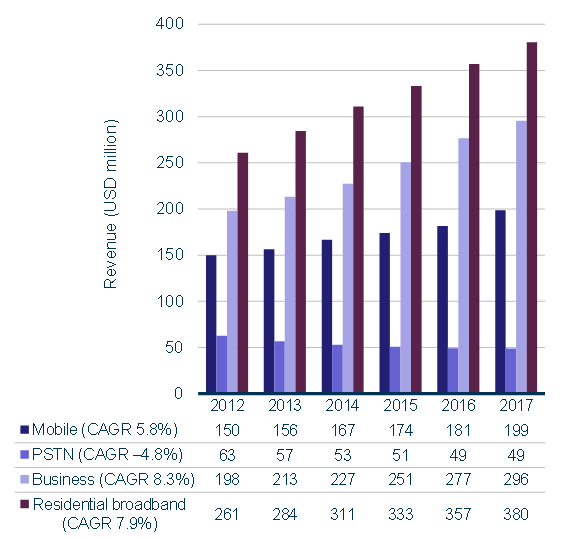 400
350
300
250
200
150
100
50
0
Revenue (USD million)
2012 2013 2014 2015 2016 2017
Mobile (CAGR 5.8%) 150 156 167 174 181 199
PSTN (CAGR –4.8%) 63 57 53 51 49 49
Business (CAGR 8.3%) 198 213 227 251 277 296
Residential broadband
(CAGR 7.9%) 261 284 311 333 357 380